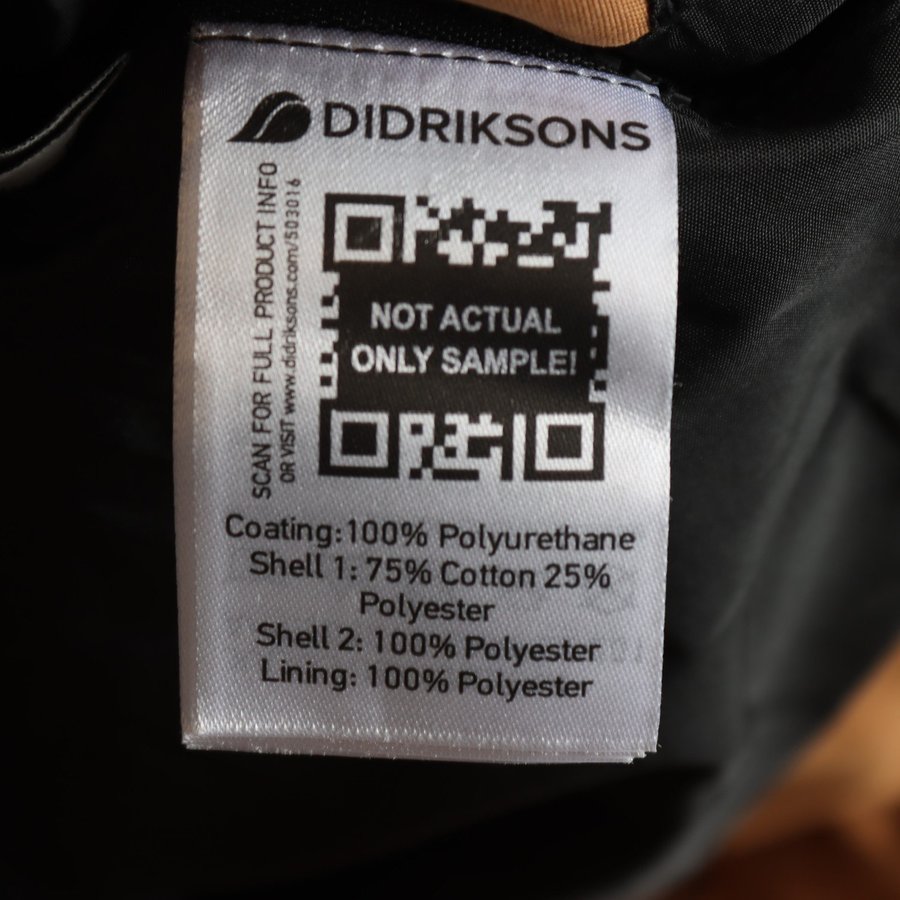 DIDRIKSONS
SCAN FOR FULL PRODUCT INFO
OR VISIT www.didriksons.com/503016
NOT ACTUAL
ONLY SAMPLE!
Coating:100% Polyurethane
Shell 1: 75% Cotton 25%
Polyester
Shell 2: 100% Polyester
Lining: 100% Polyester